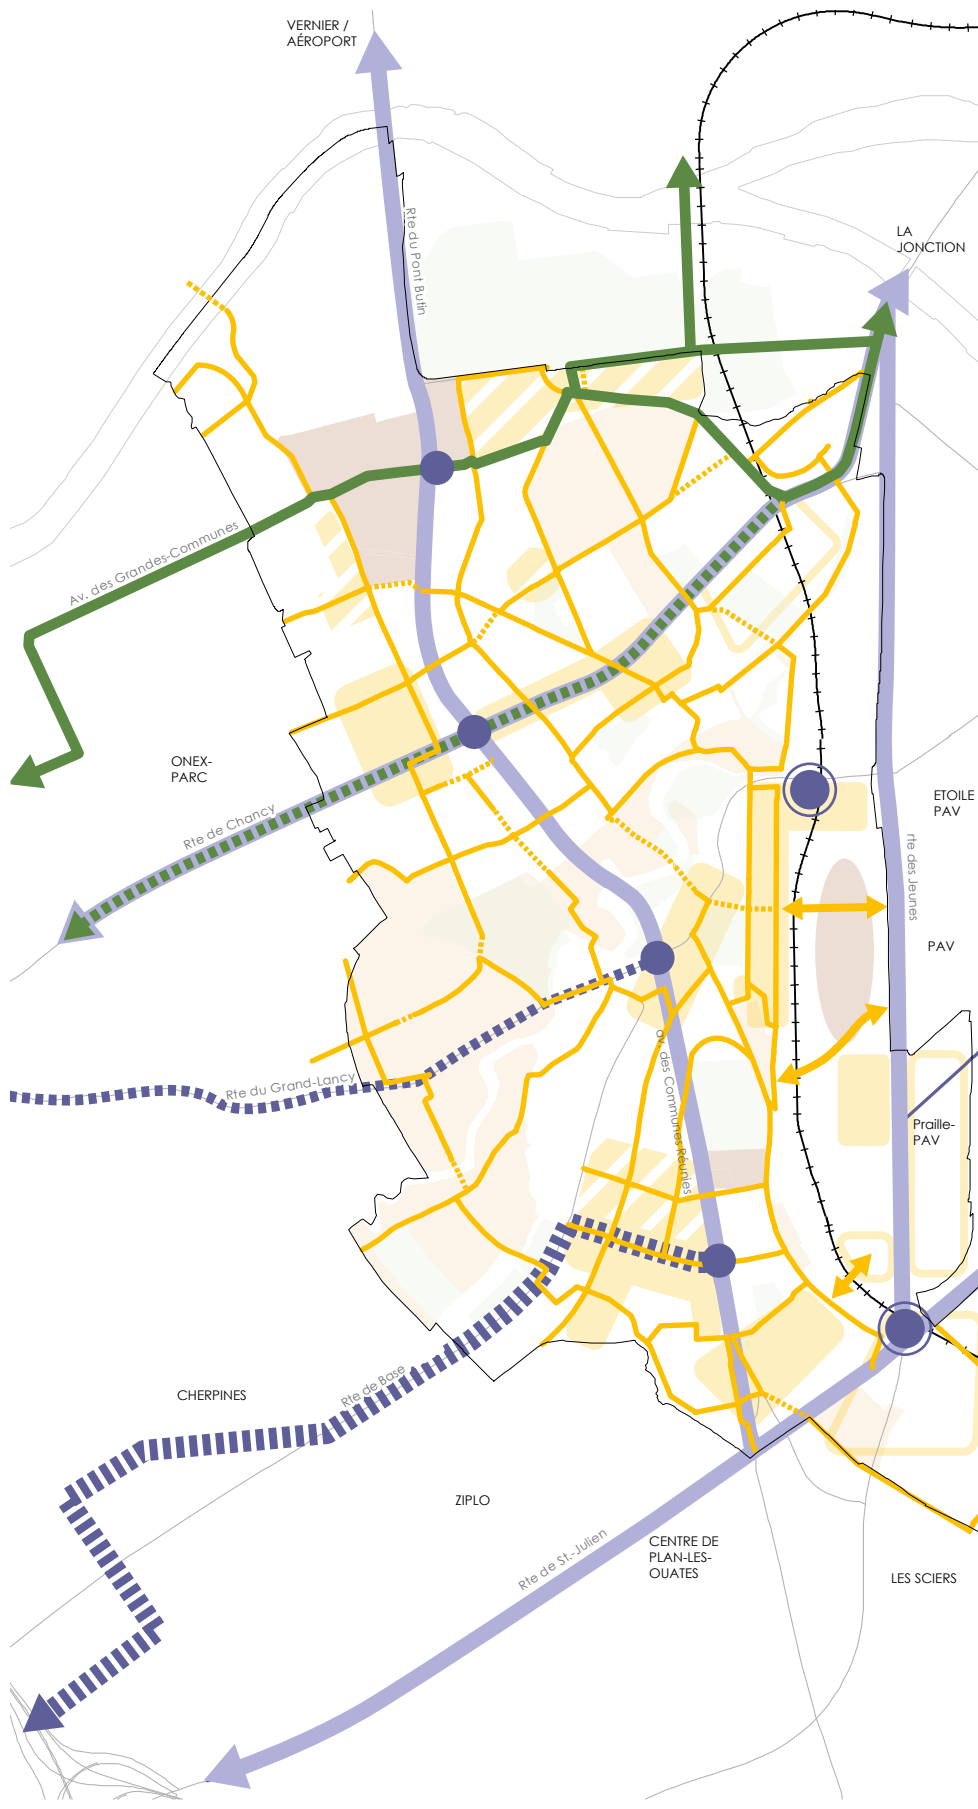 VERNIER /
AÉROPORT
Rte du Pont Butin
LA
JONCTION
Av. des Grandes-Communes
ONEX-
PARC
Rte de Chancy
ETOILE
PAV
rte des Jeunes
PAV
Rte du Grand-Lancy
av. des Communes Réunies
Praille-
PAV
Rte de Base
CHERPINES
ZIPLO
Rte de St.-Julien
CENTRE DE
PLAN-LES-
OUATES
LES SCIERS